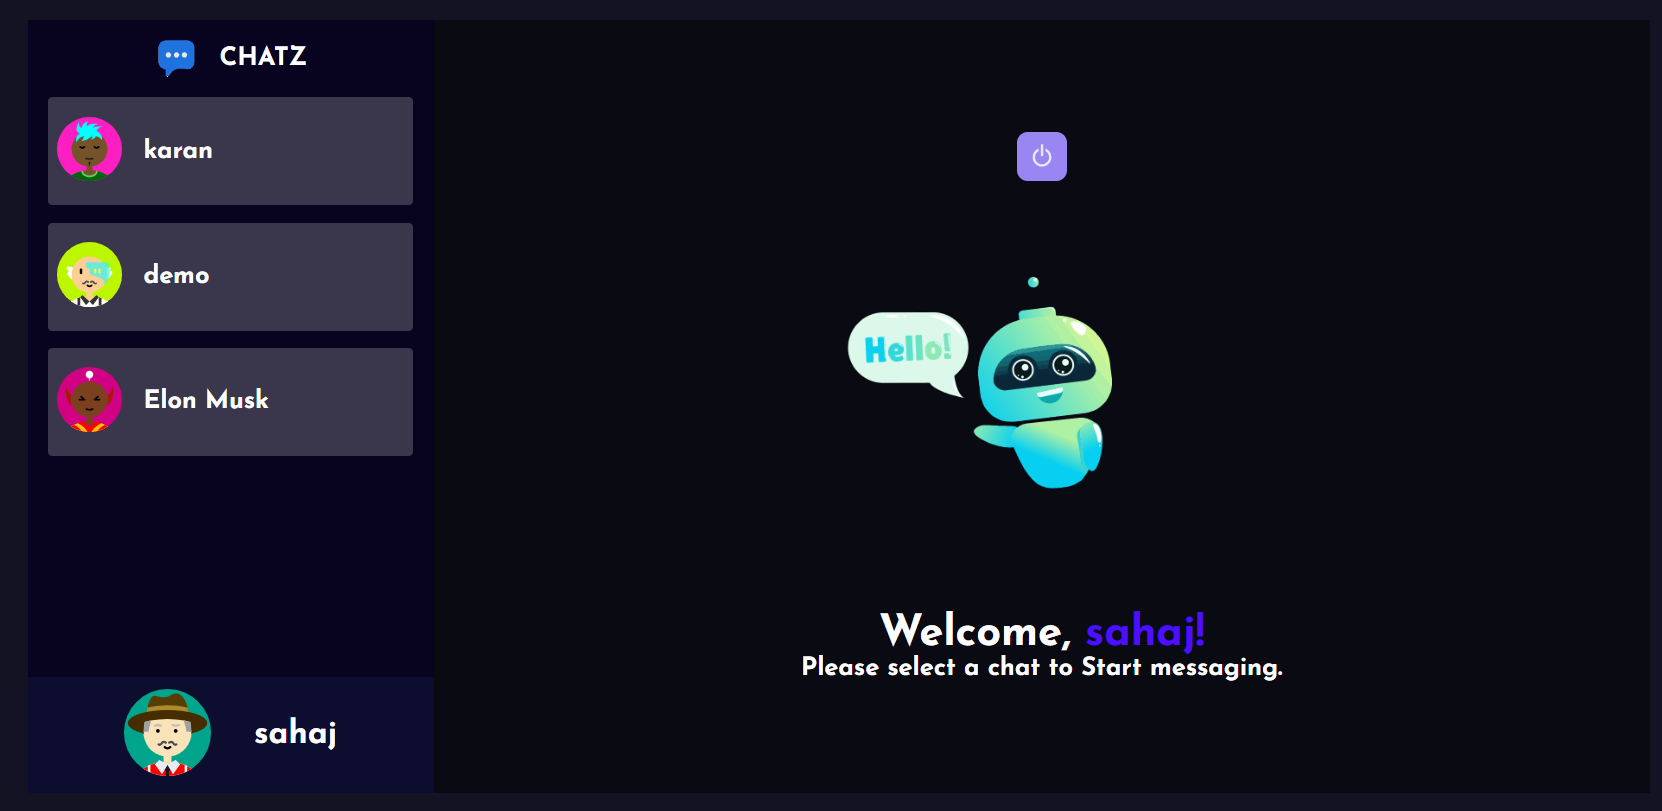 CHATZ
karan
demo
Elon Musk
sahaj
Hello!
Welcome, sahaj!
Please select a chat to Start messaging.